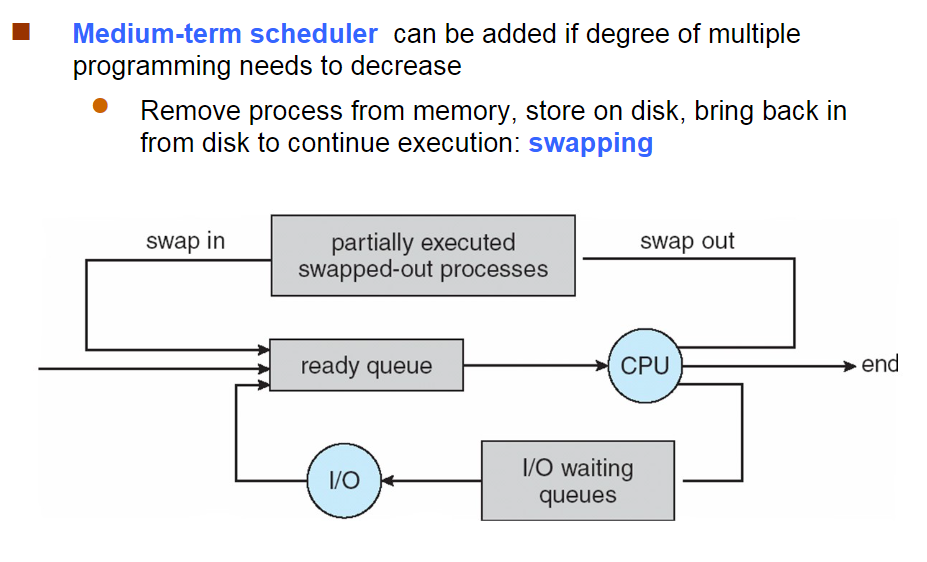 Medium-term scheduler can be added if degree of multiple
programming needs to decrease
Remove process from memory, store on disk, bring back in
from disk to continue execution: swapping
swap in
partially executed
swapped-out processes
swap out
ready queue
CPU
end
I/O
I/O waiting
queues